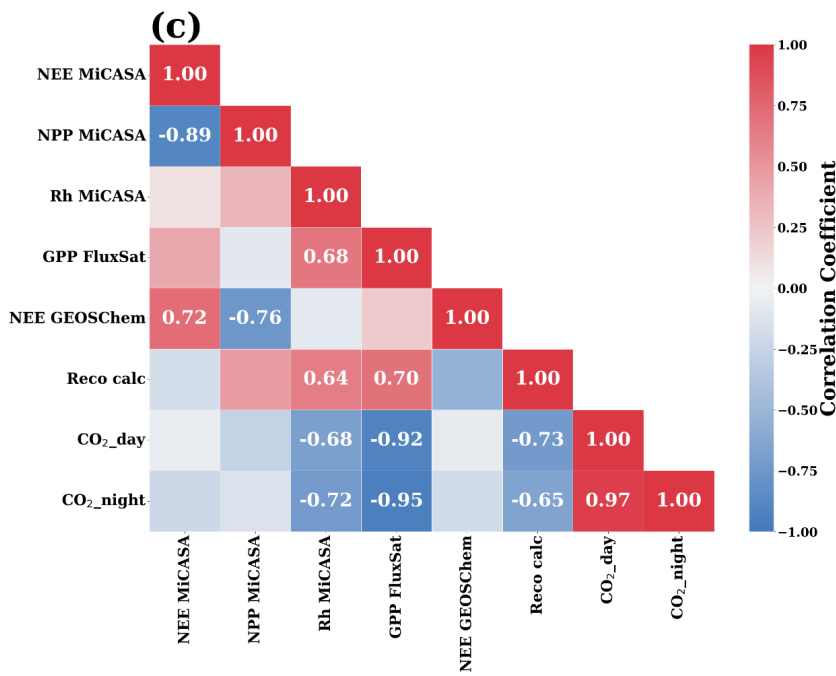 (c)
NEE MiCASA 1.00
NPP MiCASA -0.89 1.00
Rh MiCASA 1.00
GPP FluxSat 0.68 1.00
NEE GEOSChem 0.72 -0.76 1.00
Reco calc 0.64 0.70 1.00
CO₂_day -0.68 -0.92 -0.73 1.00
CO₂_night -0.72 -0.95 -0.65 0.97 1.00
NEE MiCASA
NPP MiCASA
Rh MiCASA
GPP FluxSat
NEE GEOSChem
Reco calc
CO₂_day
CO₂_night
1.00
0.75
0.50
0.25
0.00
−0.25
−0.50
−0.75
−1.00
Correlation Coefficient